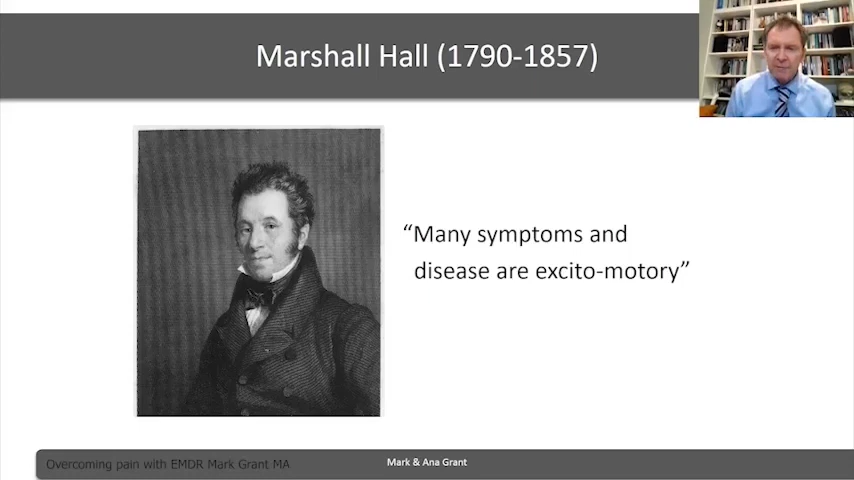 Marshall Hall (1790-1857)
“Many symptoms and
disease are excito-motory”
Overcoming pain with EMDR Mark Grant MA
Mark & Ana Grant